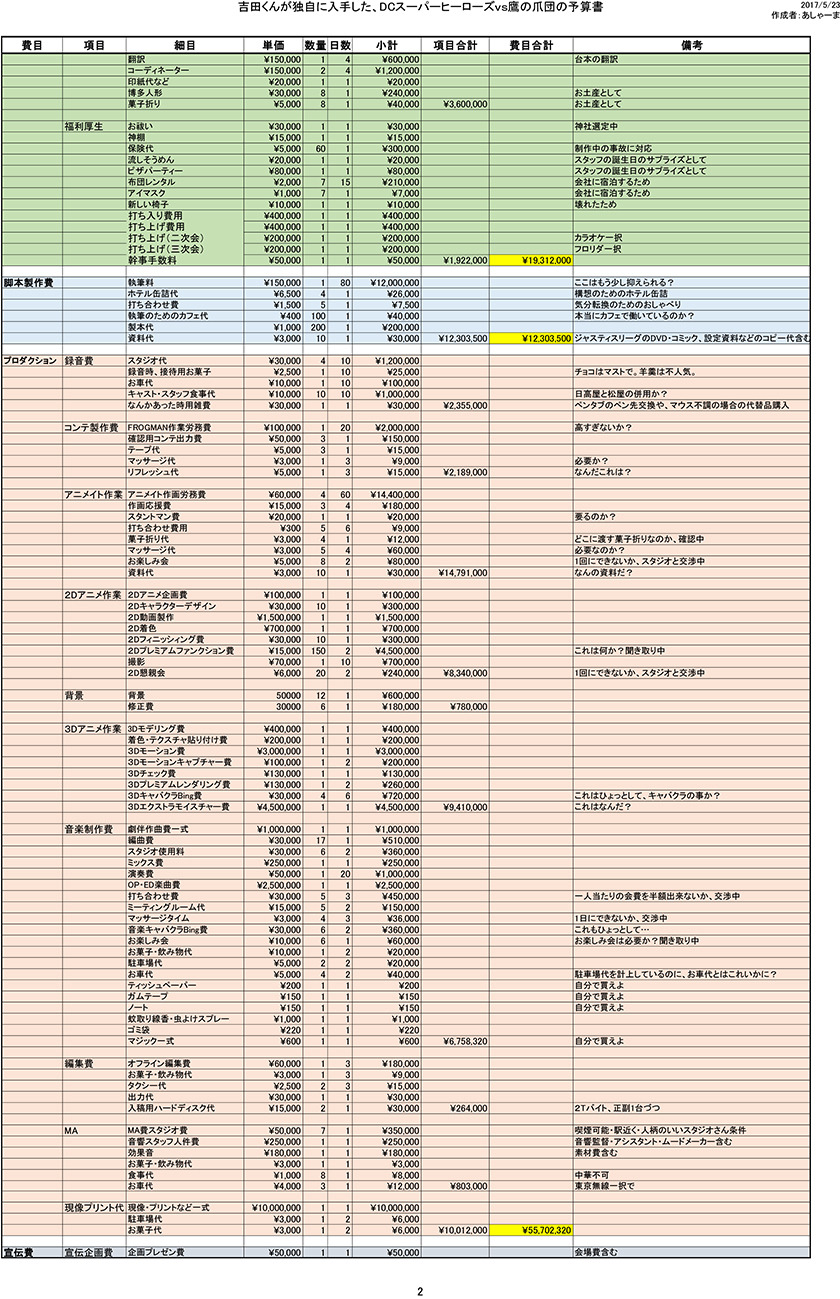 吉田くんが独自に入手した、DCスーパーヒーローズvs鷹の爪団の予算書
2017/5/23
作成者：あしゃーま
費目 項目 細目 単価 数量 日数 小計 項目合計 費目合計 備考
翻訳 ¥150,000 1 4 ¥600,000 台本の翻訳
コーディネーター ¥150,000 2 4 ¥1,200,000
印紙代など ¥20,000 1 1 ¥20,000
博多人形 ¥30,000 8 1 ¥240,000 お土産として
菓子折り ¥5,000 8 1 ¥40,000 ¥3,600,000 お土産として
福利厚生 お祓い ¥30,000 1 1 ¥30,000 神社選定中
神棚 ¥15,000 1 1 ¥15,000
保険代 ¥5,000 60 1 ¥300,000 制作中の事故に対応
流しそうめん ¥20,000 1 1 ¥20,000 スタッフの誕生日のサプライズとして
ピザパーティー ¥80,000 1 1 ¥80,000 スタッフの誕生日のサプライズとして
布団レンタル ¥2,000 7 15 ¥210,000 会社に宿泊するため
アイマスク ¥1,000 7 1 ¥7,000 会社に宿泊するため
新しい椅子 ¥10,000 1 1 ¥10,000 壊れたため
打ち入り費用 ¥400,000 1 1 ¥400,000
打ち上げ費用 ¥400,000 1 1 ¥400,000
打ち上げ（二次会） ¥200,000 1 1 ¥200,000 カラオケ一択
打ち上げ（三次会） ¥200,000 1 1 ¥200,000 フロリダ一択
幹事手数料 ¥50,000 1 1 ¥50,000 ¥1,922,000 ¥19,312,000
脚本製作費 執筆料 ¥150,000 1 80 ¥12,000,000 ここはもう少し抑えられる？
ホテル缶詰代 ¥6,500 4 1 ¥26,000 構想のためのホテル缶詰
打ち合わせ費 ¥1,500 5 1 ¥7,500 気分転換のためのおしゃべり
執筆のためのカフェ代 ¥400 100 1 ¥40,000 本当にカフェで働いているのか？
製本代 ¥1,000 200 1 ¥200,000
資料代 ¥3,000 10 1 ¥30,000 ¥12,303,500 ¥12,303,500 ジャスティスリーグのDVD・コミック、設定資料などのコピー代含む
プロダクション 録音費 スタジオ代 ¥30,000 4 10 ¥1,200,000
録音時、接待用お菓子 ¥2,500 1 10 ¥25,000 チョコはマストで。羊羹は不人気。
お車代 ¥10,000 1 10 ¥100,000
キャスト・スタッフ食事代 ¥10,000 10 10 ¥1,000,000 日高屋と松屋の併用か？
なんかあった時用雑費 ¥30,000 1 1 ¥30,000 ¥2,355,000 ペンタブのペン先交換や、マウス不調の場合の代替品購入
コンテ製作費 FROGMAN作業労務費 ¥100,000 1 20 ¥2,000,000 高すぎないか？
確認用コンテ出力費 ¥50,000 3 1 ¥150,000
テープ代 ¥5,000 3 1 ¥15,000
マッサージ代 ¥3,000 1 3 ¥9,000 必要か？
リフレッシュ代 ¥5,000 1 3 ¥15,000 ¥2,189,000 なんだこれは？
アニメイト作業 アニメイト作画労務費 ¥60,000 4 60 ¥14,400,000
作画応援費 ¥15,000 3 4 ¥180,000
スタントマン費 ¥20,000 1 1 ¥20,000 要るのか？
打ち合わせ費用 ¥300 5 6 ¥9,000
菓子折り代 ¥3,000 4 1 ¥12,000 どこに渡す菓子折りなのか、確認中
マッサージ代 ¥3,000 5 4 ¥60,000 必要なのか？
お楽しみ会 ¥5,000 8 2 ¥80,000 1回にできないか、スタジオと交渉中
資料代 ¥3,000 10 1 ¥30,000 ¥14,791,000 なんの資料だ？
2Dアニメ作業 2Dアニメ企画費 ¥100,000 1 1 ¥100,000
2Dキャラクターデザイン ¥30,000 10 1 ¥300,000
2D動画製作 ¥1,500,000 1 1 ¥1,500,000
2D着色 ¥700,000 1 1 ¥700,000
2Dフィニッシィング費 ¥30,000 10 1 ¥300,000
2Dプレミアムファンクション費 ¥15,000 150 2 ¥4,500,000 これは何か？聞き取り中
撮影 ¥70,000 1 10 ¥700,000
2D懇親会 ¥6,000 20 2 ¥240,000 ¥8,340,000 1回にできないか、スタジオと交渉中
背景 背景 50000 12 1 ¥600,000
修正費 30000 6 1 ¥180,000 ¥780,000
3Dアニメ作業 3Dモデリング費 ¥400,000 1 1 ¥400,000
着色・テクスチャ貼り付け費 ¥200,000 1 1 ¥200,000
3Dモーション費 ¥3,000,000 1 1 ¥3,000,000
3Dモーションキャプチャー費 ¥100,000 1 2 ¥200,000
3Dチェック費 ¥130,000 1 1 ¥130,000
3Dプレミアムレンダリング費 ¥130,000 1 2 ¥260,000
3DキャバクラBing費 ¥30,000 4 6 ¥720,000 これはひょっとして、キャバクラの事か？
3Dエクストラモイスチャー費 ¥4,500,000 1 1 ¥4,500,000 ¥9,410,000 これはなんだ？
音楽制作費 劇伴作曲費一式 ¥1,000,000 1 1 ¥1,000,000
編曲費 ¥30,000 17 1 ¥510,000
スタジオ使用料 ¥30,000 6 2 ¥360,000
ミックス費 ¥250,000 1 1 ¥250,000
演奏費 ¥50,000 1 20 ¥1,000,000
OP・ED楽曲費 ¥2,500,000 1 1 ¥2,500,000
打ち合わせ費 ¥30,000 5 3 ¥450,000 一人当たりの会費を半額出来ないか、交渉中
ミーティングルーム代 ¥15,000 5 2 ¥150,000
マッサージタイム ¥3,000 4 3 ¥36,000 1日にできないか、交渉中
音楽キャバクラBing費 ¥30,000 6 2 ¥360,000 これもひょっとして…
お楽しみ会 ¥10,000 6 1 ¥60,000 お楽しみ会は必要か？聞き取り中
お菓子・飲み物代 ¥10,000 1 2 ¥20,000
駐車場代 ¥5,000 2 2 ¥20,000
お車代 ¥5,000 4 2 ¥40,000 駐車場代を計上しているのに、お車代とはこれいかに？
ティッシュペーパー ¥200 1 1 ¥200 自分で買えよ
ガムテープ ¥150 1 1 ¥150 自分で買えよ
ノート ¥150 1 1 ¥150 自分で買えよ
蚊取り線香・虫よけスプレー ¥1,000 1 1 ¥1,000
ゴミ袋 ¥220 1 1 ¥220
マジック一式 ¥600 1 1 ¥600 ¥6,758,320 自分で買えよ
編集費 オフライン編集費 ¥60,000 1 3 ¥180,000
お菓子・飲み物代 ¥3,000 1 3 ¥9,000
タクシー代 ¥2,500 2 3 ¥15,000
出力代 ¥30,000 1 1 ¥30,000
入稿用ハードディスク代 ¥15,000 2 1 ¥30,000 ¥264,000 2Tバイト、正副1台づつ
MA MA費スタジオ費 ¥50,000 7 1 ¥350,000 喫煙可能・駅近く・人柄のいいスタジオさん条件
音響スタッフ人件費 ¥250,000 1 1 ¥250,000 音響監督・アシスタント・ムードメーカー含む
効果音 ¥180,000 1 1 ¥180,000 素材費含む
お菓子・飲み物代 ¥3,000 1 1 ¥3,000
食事代 ¥1,000 8 1 ¥8,000 中華不可
お車代 ¥4,000 3 1 ¥12,000 ¥803,000 東京無線一択で
現像プリント代 現像・プリントなど一式 ¥10,000,000 1 1 ¥10,000,000
駐車場代 ¥3,000 1 2 ¥6,000
お菓子代 ¥3,000 1 2 ¥6,000 ¥10,012,000 ¥55,702,320
宣伝費 宣伝企画費 企画プレゼン費 ¥50,000 1 1 ¥50,000 会場費含む
2